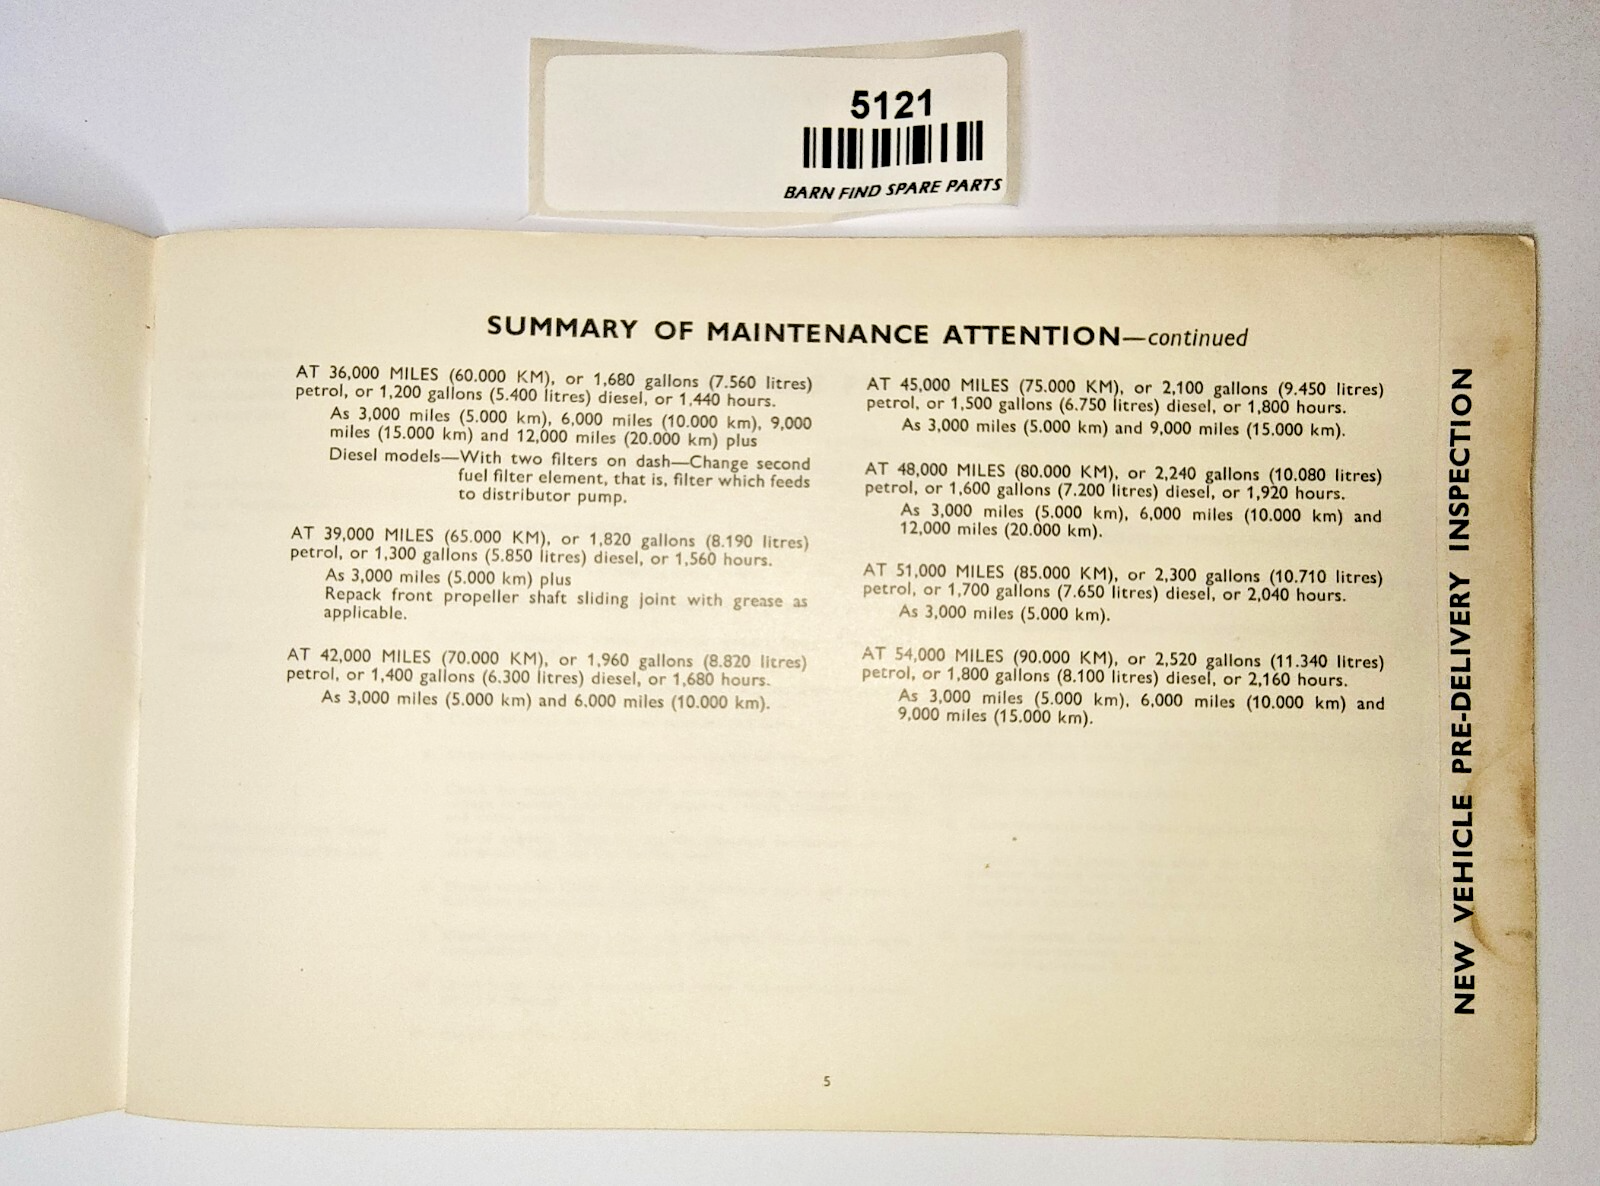 5121
BARN FIND SPARE PARTS
SUMMARY OF MAINTENANCE ATTENTION—continued
AT 36,000 MILES (60.000 KM), or 1,680 gallons (7.560 litres)
petrol, or 1,200 gallons (5.400 litres) diesel, or 1,440 hours.
As 3,000 miles (5.000 km), 6,000 miles (10.000 km), 9,000
miles (15.000 km) and 12,000 miles (20.000 km) plus
Diesel models—With two filters on dash—Change second
fuel filter element, that is, filter which feeds
to distributor pump.
AT 39,000 MILES (65.000 KM), or 1,820 gallons (8.190 litres)
petrol, or 1,300 gallons (5.850 litres) diesel, or 1,560 hours.
As 3,000 miles (5.000 km) plus
Repack front propeller shaft sliding joint with grease as
applicable.
AT 42,000 MILES (70.000 KM), or 1,960 gallons (8.820 litres)
petrol, or 1,400 gallons (6.300 litres) diesel, or 1,680 hours.
As 3,000 miles (5.000 km) and 6,000 miles (10.000 km).
AT 45,000 MILES (75.000 KM), or 2,100 gallons (9.450 litres)
petrol, or 1,500 gallons (6.750 litres) diesel, or 1,800 hours.
As 3,000 miles (5.000 km) and 9,000 miles (15.000 km).
AT 48,000 MILES (80.000 KM), or 2,240 gallons (10.080 litres)
petrol, or 1,600 gallons (7.200 litres) diesel, or 1,920 hours.
As 3,000 miles (5.000 km), 6,000 miles (10.000 km) and
12,000 miles (20.000 km).
AT 51,000 MILES (85.000 KM), or 2,300 gallons (10.710 litres)
petrol, or 1,700 gallons (7.650 litres) diesel, or 2,040 hours.
As 3,000 miles (5.000 km).
AT 54,000 MILES (90.000 KM), or 2,520 gallons (11.340 litres)
petrol, or 1,800 gallons (8.100 litres) diesel, or 2,160 hours.
As 3,000 miles (5.000 km), 6,000 miles (10.000 km) and
9,000 miles (15.000 km).
NEW VEHICLE PRE-DELIVERY INSPECTION
5